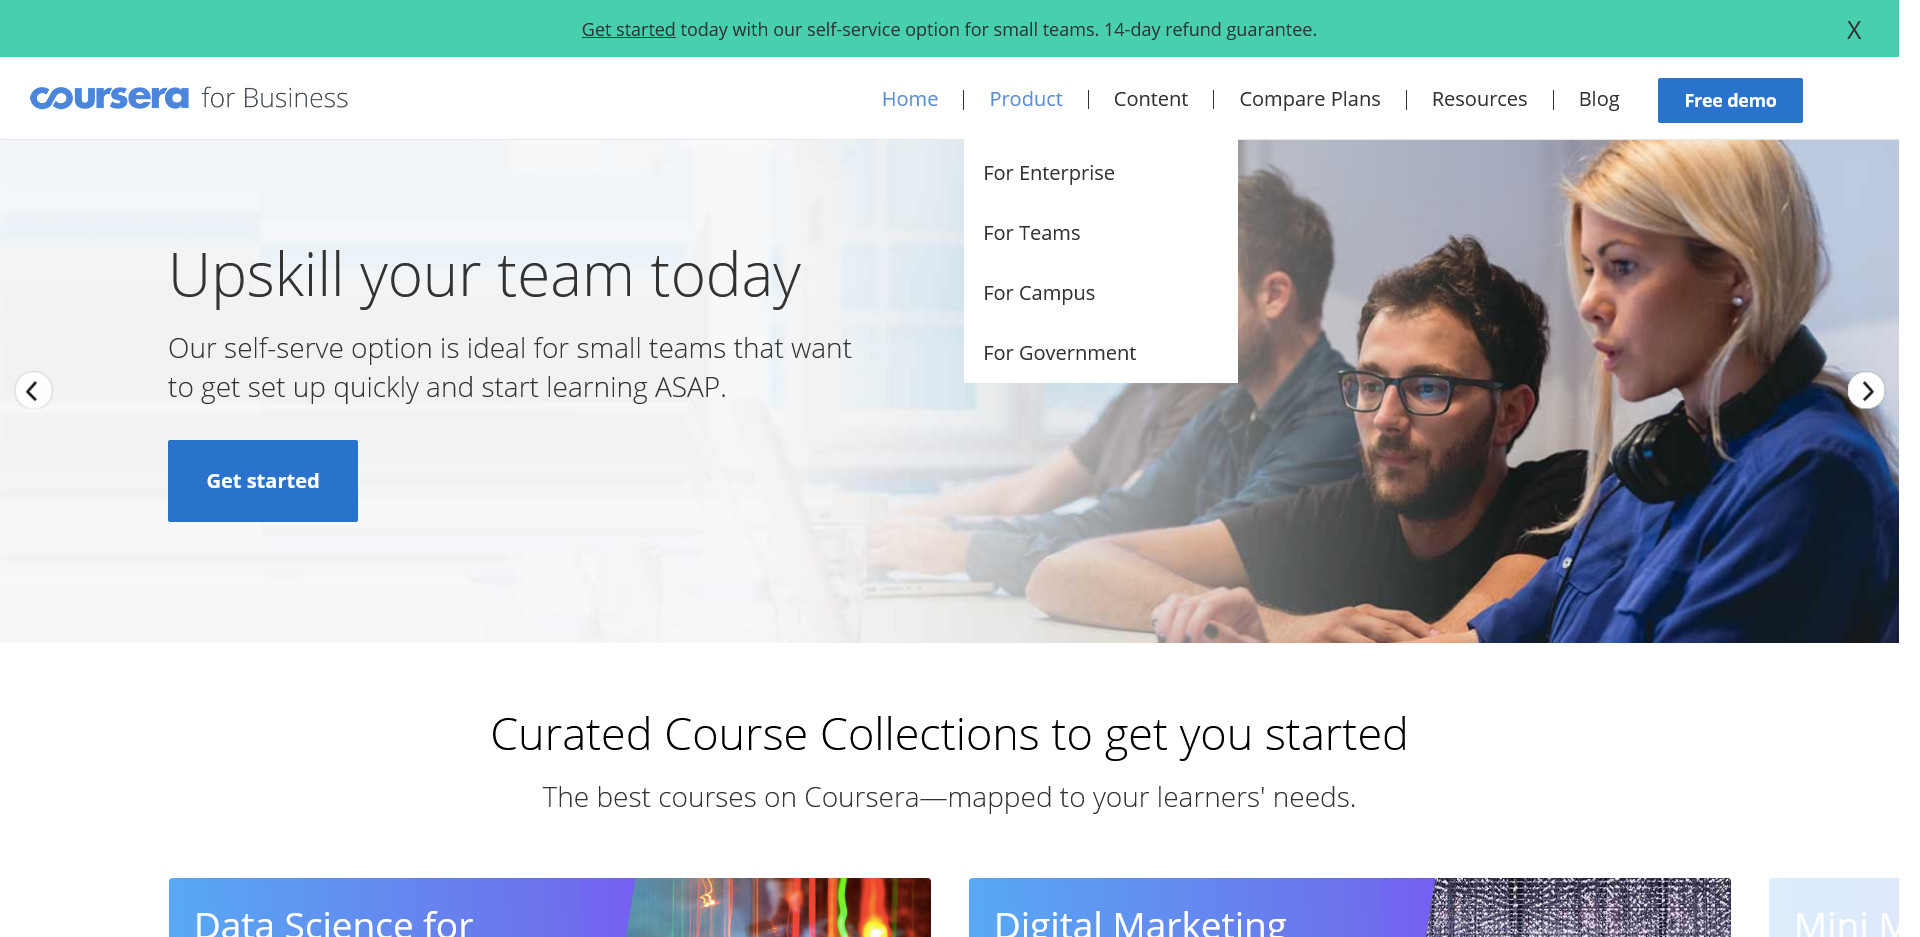 Get started today with our self-service option for small teams. 14-day refund guarantee.
X
coursera for Business
Home | Product | Content | Compare Plans | Resources | Blog
Free demo
For Enterprise
For Teams
For Campus
For Government
Upskill your team today
Our self-serve option is ideal for small teams that want
to get set up quickly and start learning ASAP.
Get started
Curated Course Collections to get you started
The best courses on Coursera—mapped to your learners' needs.
Data Science for
Digital Marketing
Mini